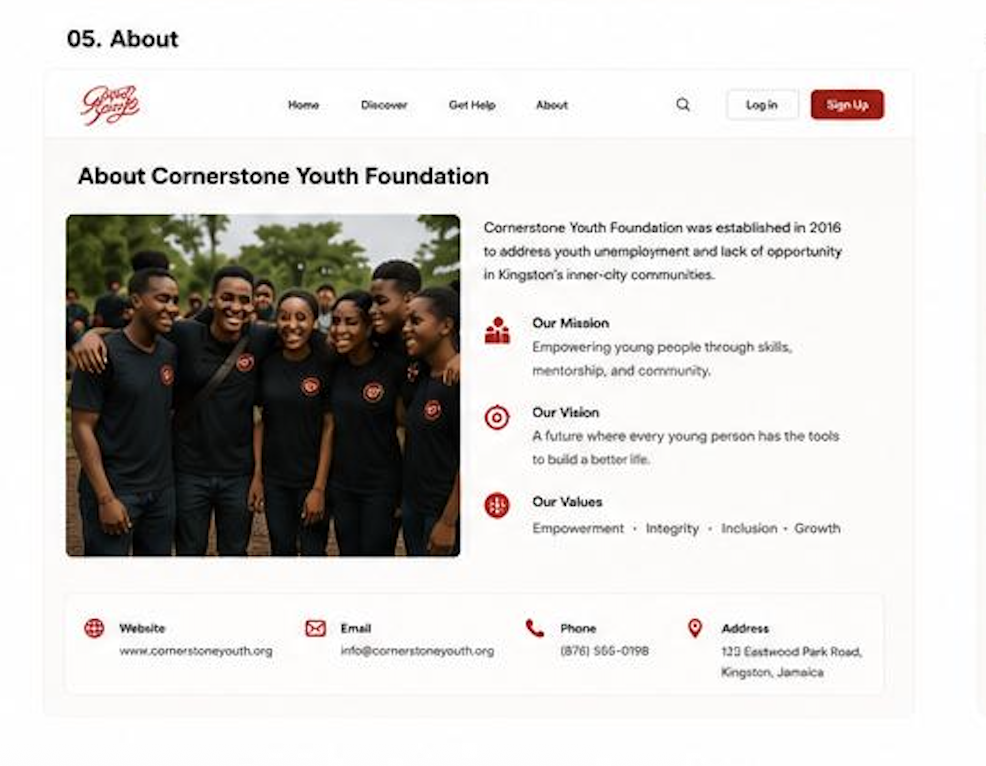 05. About
Home Discover Get Help About Log in Sign Up
About Cornerstone Youth Foundation
Cornerstone Youth Foundation was established in 2016
to address youth unemployment and lack of opportunity
in Kingston's inner-city communities.
Our Mission
Empowering young people through skills,
mentorship, and community.
Our Vision
A future where every young person has the tools
to build a better life.
Our Values
Empowerment · Integrity · Inclusion · Growth
Website
www.cornerstoneyouth.org
Email
info@cornerstoneyouth.org
Phone
(876) 555-0198
Address
Eastwood Park Road,
Kingston, Jamaica